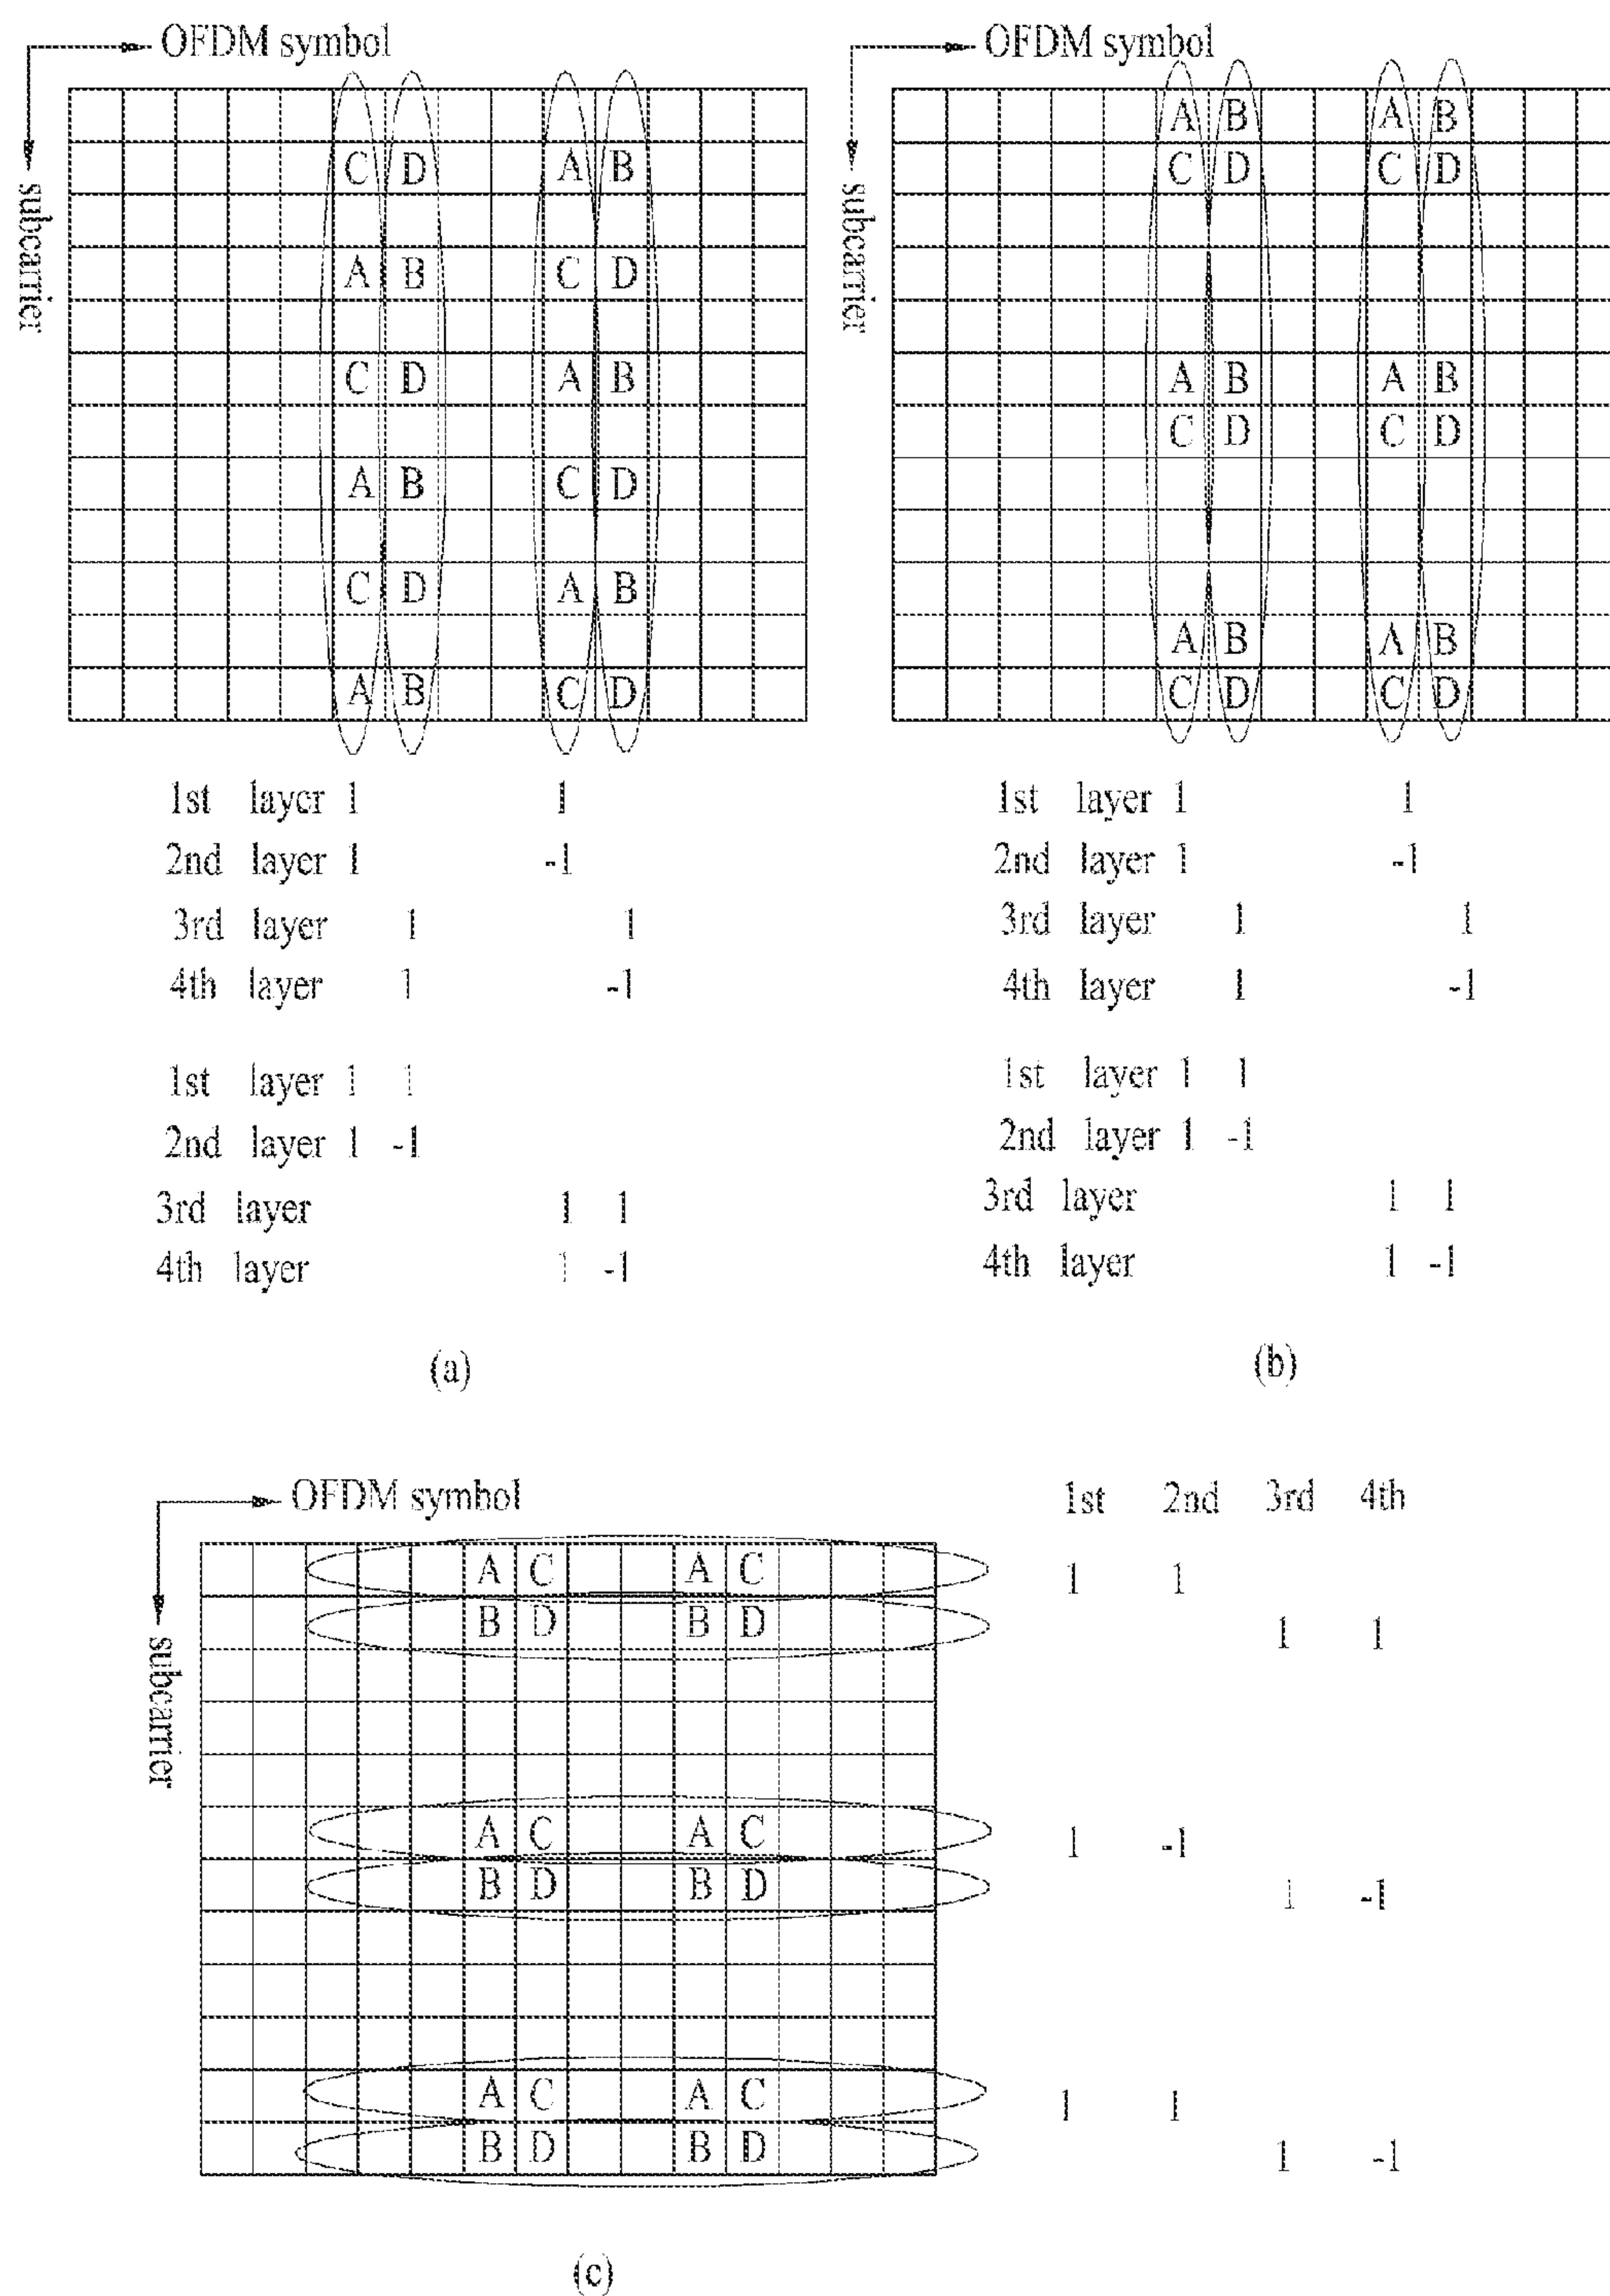 OFDM symbol
subcarrier
C D A B
A B C D
C D A B
A B C D
C D A B
A B C D
1st layer 1 1
2nd layer 1 -1
3rd layer 1 1
4th layer 1 -1
1st layer 1 1
2nd layer 1 -1
3rd layer 1 1
4th layer 1 -1
(a)
OFDM symbol
subcarrier
A B A B
C D C D
A B A B
C D C D
A B A B
C D C D
1st layer 1 1
2nd layer 1 -1
3rd layer 1 1
4th layer 1 -1
1st layer 1 1
2nd layer 1 -1
3rd layer 1 1
4th layer 1 -1
(b)
OFDM symbol
subcarrier
1st 2nd 3rd 4th
A C A C 1 1
B D B D 1 1
A C A C 1 -1
B D B D 1 -1
A C A C 1 1
B D B D 1 -1
(c)